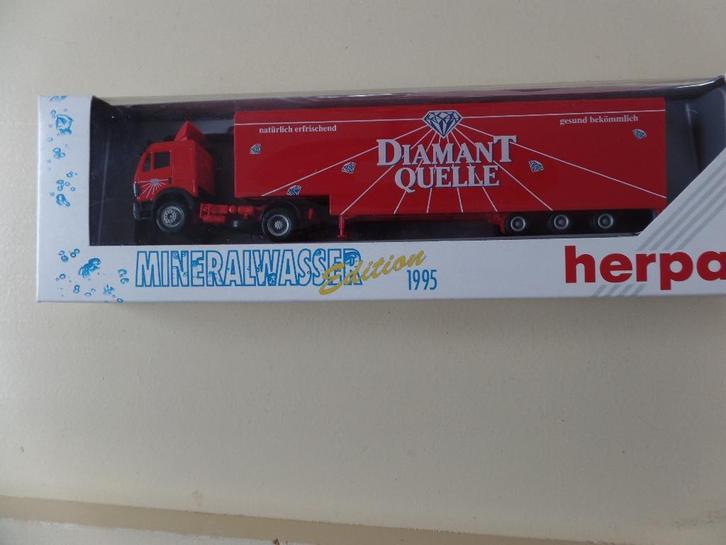 natürlich erfrischend
gesund bekömmlich
DIAMANT
QUELLE
MINERALWASSER
Edition
1995
herpa